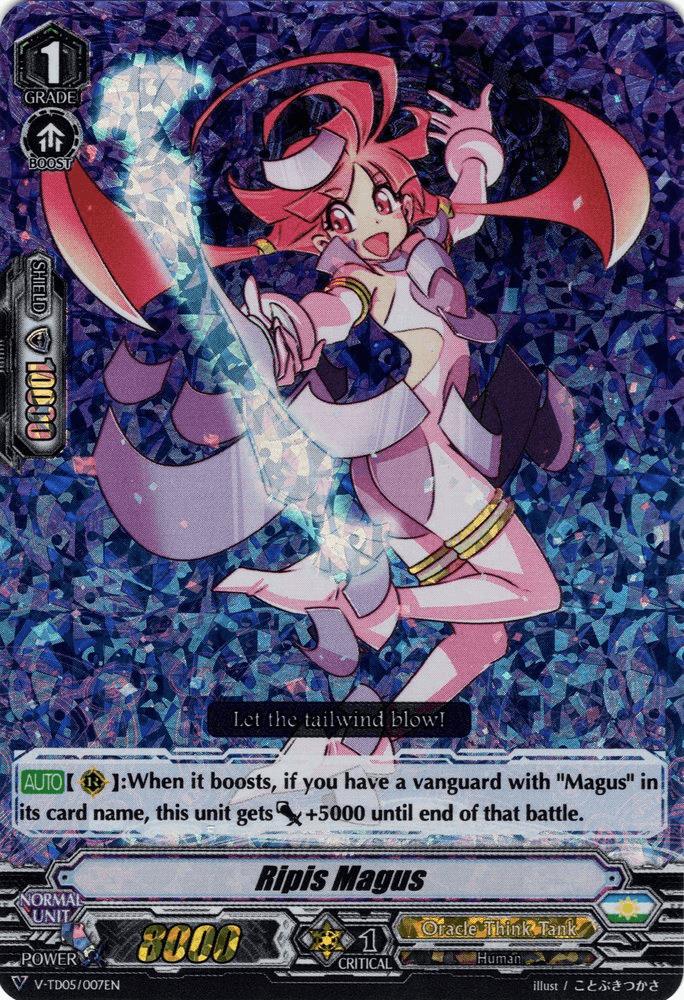 1
GRADE
BOOST
SHIELD
10000
Let the tailwind blow!
AUTO[ R ]:When it boosts, if you have a vanguard with "Magus" in
its card name, this unit gets +5000 until end of that battle.
Ripis Magus
NORMAL
UNIT
POWER
8000
1
CRITICAL
Oracle Think Tank
Human
V-TD05/007EN
illust / ことぶきつかさ